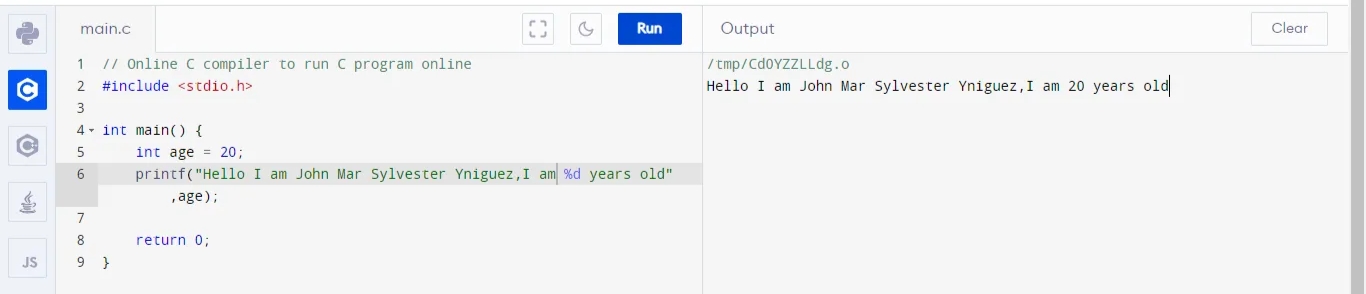 main.c
Run
Output
Clear
1 // Online C compiler to run C program online
2 #include <stdio.h>
3
4 int main() {
5     int age = 20;
6     printf("Hello I am John Mar Sylvester Yniguez,I am %d years old"
        ,age);
7
8     return 0;
9 }
/tmp/CdOYZZLLdg.o
Hello I am John Mar Sylvester Yniguez,I am 20 years old
C
C
JS